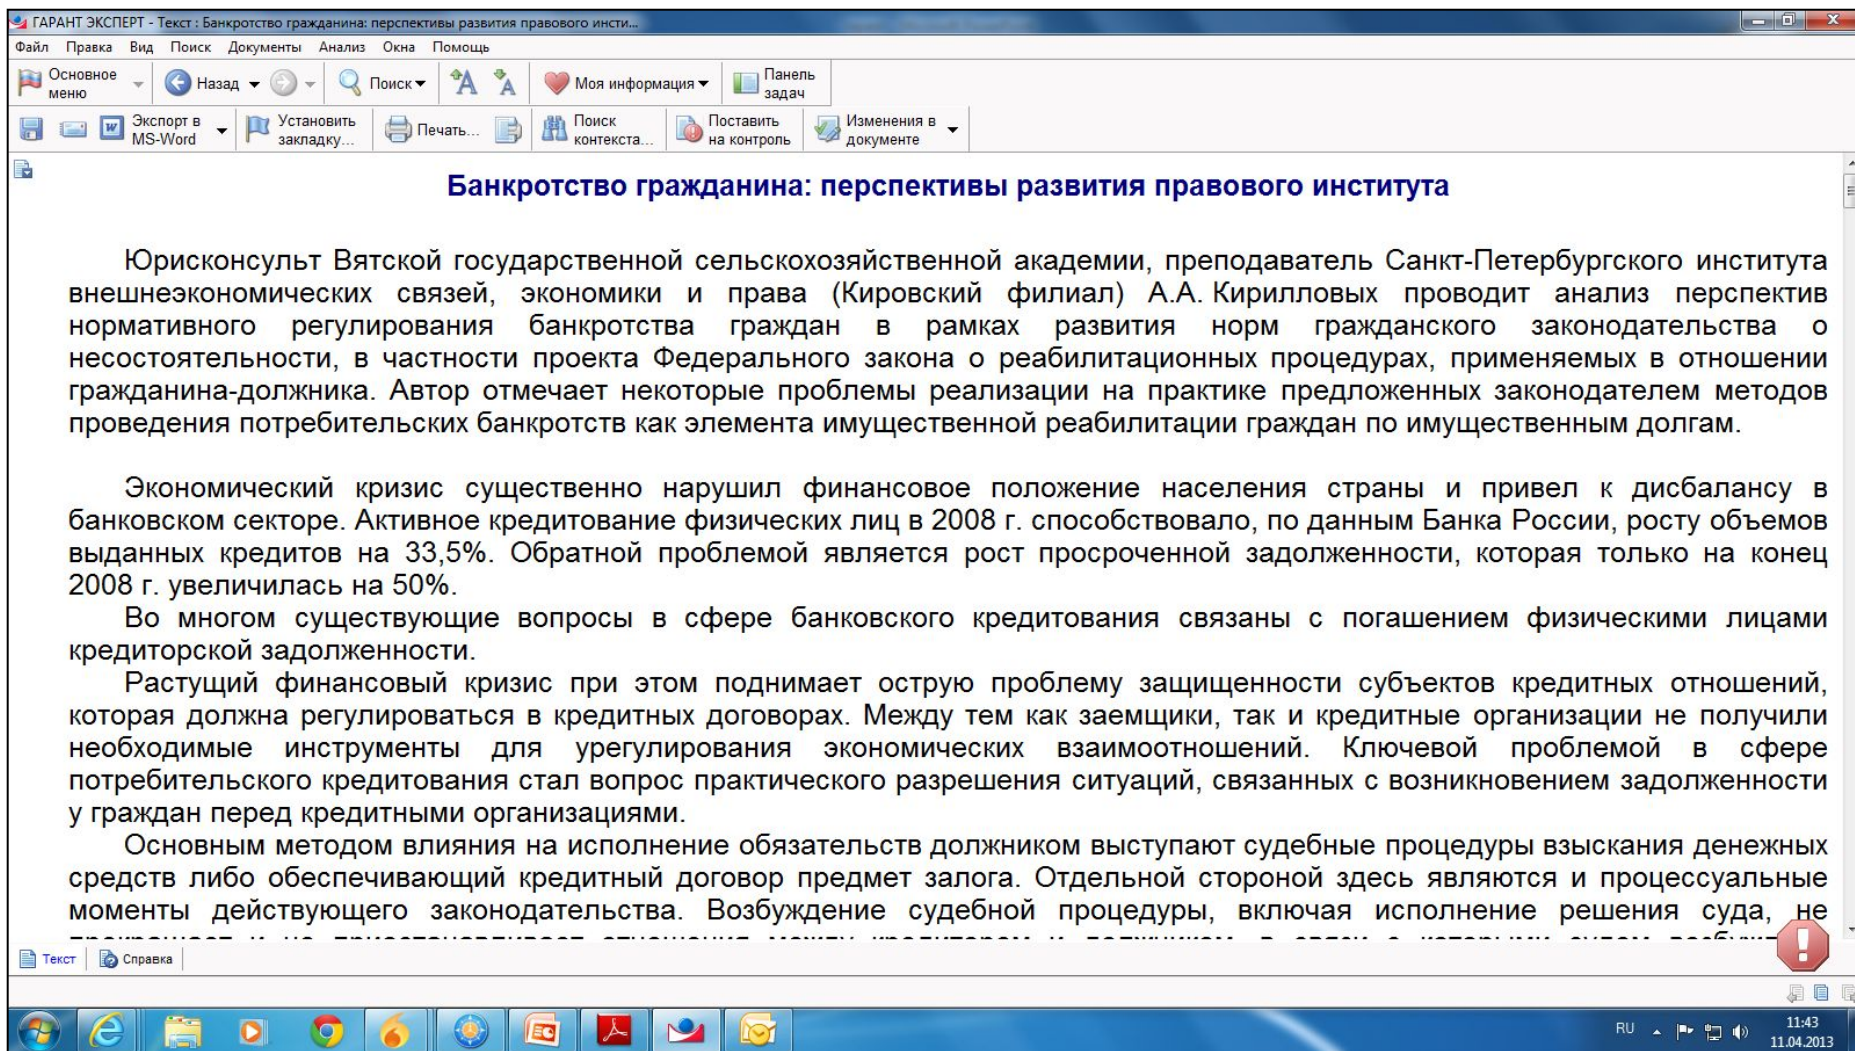 ГАРАНТ ЭКСПЕРТ - Текст : Банкротство гражданина: перспективы развития правового инсти...
Файл Правка Вид Поиск Документы Анализ Окна Помощь
Основное меню Назад Поиск Моя информация Панель задач
Экспорт в MS-Word Установить закладку... Печать... Поиск контекста... Поставить на контроль Изменения в документе
Банкротство гражданина: перспективы развития правового института
Юрисконсульт Вятской государственной сельскохозяйственной академии, преподаватель Санкт-Петербургского института
внешнеэкономических связей, экономики и права (Кировский филиал) А.А. Кирилловых проводит анализ перспектив
нормативного регулирования банкротства граждан в рамках развития норм гражданского законодательства о
несостоятельности, в частности проекта Федерального закона о реабилитационных процедурах, применяемых в отношении
гражданина-должника. Автор отмечает некоторые проблемы реализации на практике предложенных законодателем методов
проведения потребительских банкротств как элемента имущественной реабилитации граждан по имущественным долгам.
Экономический кризис существенно нарушил финансовое положение населения страны и привел к дисбалансу в
банковском секторе. Активное кредитование физических лиц в 2008 г. способствовало, по данным Банка России, росту объемов
выданных кредитов на 33,5%. Обратной проблемой является рост просроченной задолженности, которая только на конец
2008 г. увеличилась на 50%.
Во многом существующие вопросы в сфере банковского кредитования связаны с погашением физическими лицами
кредиторской задолженности.
Растущий финансовый кризис при этом поднимает острую проблему защищенности субъектов кредитных отношений,
которая должна регулироваться в кредитных договорах. Между тем как заемщики, так и кредитные организации не получили
необходимые инструменты для урегулирования экономических взаимоотношений. Ключевой проблемой в сфере
потребительского кредитования стал вопрос практического разрешения ситуаций, связанных с возникновением задолженности
у граждан перед кредитными организациями.
Основным методом влияния на исполнение обязательств должником выступают судебные процедуры взыскания денежных
средств либо обеспечивающий кредитный договор предмет залога. Отдельной стороной здесь являются и процессуальные
моменты действующего законодательства. Возбуждение судебной процедуры, включая исполнение решения суда, не
Текст Справка
RU 11:43
11.04.2013